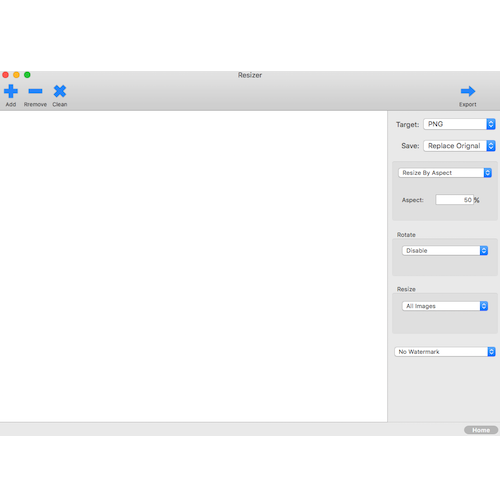 Resizer
Add Rremove Clean Export
Target: PNG
Save: Replace Orignal
Resize By Aspect
Aspect: 50 %
Rotate
Disable
Resize
All Images
No Watermark
Home